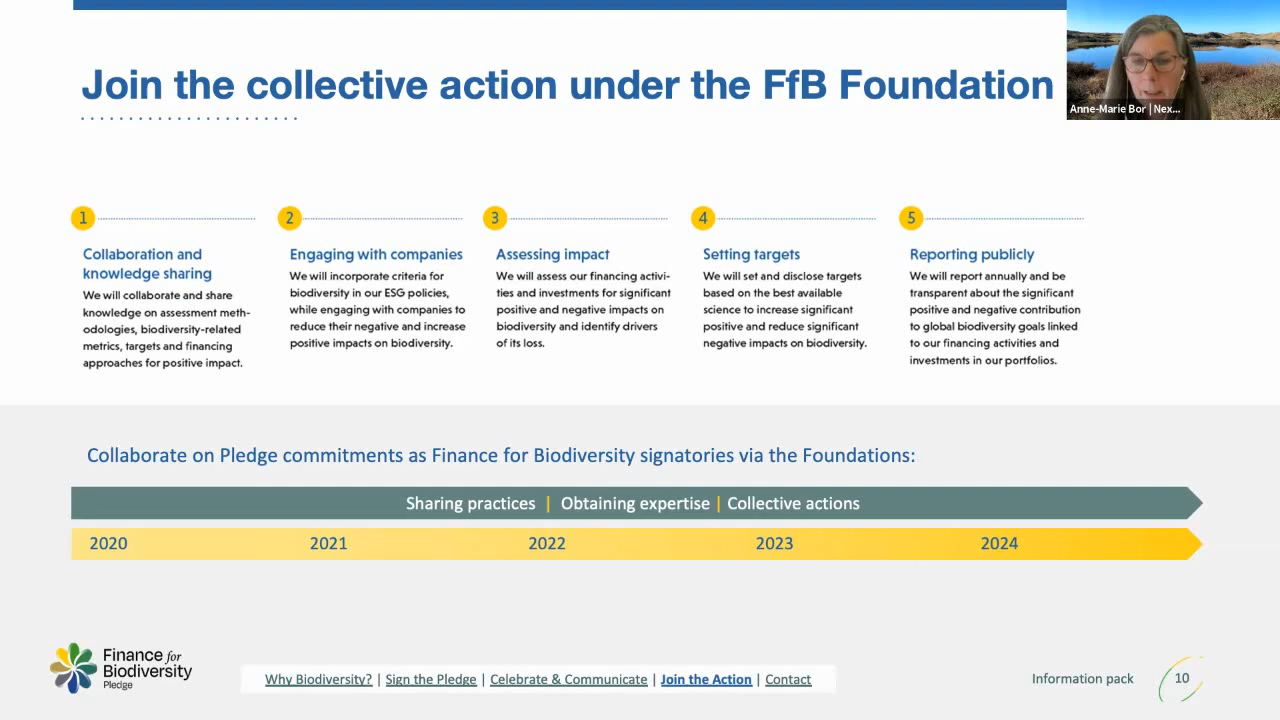 Join the collective action under the FfB Foundation
Anne-Marie Bor | Nex...
1
Collaboration and
knowledge sharing
We will collaborate and share
knowledge on assessment meth-
odologies, biodiversity-related
metrics, targets and financing
approaches for positive impact.
2
Engaging with companies
We will incorporate criteria for
biodiversity in our ESG policies,
while engaging with companies to
reduce their negative and increase
positive impacts on biodiversity.
3
Assessing impact
We will assess our financing activi-
ties and investments for significant
positive and negative impacts on
biodiversity and identify drivers
of its loss.
4
Setting targets
We will set and disclose targets
based on the best available
science to increase significant
positive and reduce significant
negative impacts on biodiversity.
5
Reporting publicly
We will report annually and be
transparent about the significant
positive and negative contribution
to global biodiversity goals linked
to our financing activities and
investments in our portfolios.
Collaborate on Pledge commitments as Finance for Biodiversity signatories via the Foundations:
Sharing practices | Obtaining expertise | Collective actions
2020 2021 2022 2023 2024
Finance for
Biodiversity
Pledge
Why Biodiversity? | Sign the Pledge | Celebrate & Communicate | Join the Action | Contact
Information pack 10